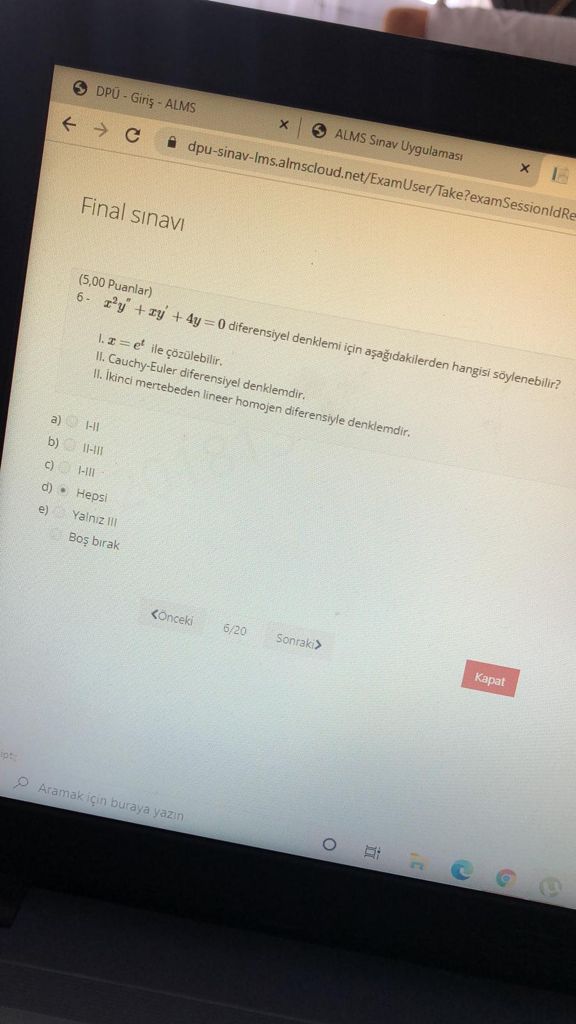 DPÜ - Giriş - ALMS
ALMS Sınav Uygulaması
dpu-sinav-lms.almscloud.net/ExamUser/Take?examSessionIdRe
Final sınavı
(5,00 Puanlar)
6 - x²y″ + xy′ + 4y = 0 diferensiyel denklemi için aşağıdakilerden hangisi söylenebilir?
I. x = eᵗ ile çözülebilir.
II. Cauchy-Euler diferensiyel denklemdir.
II. İkinci mertebeden lineer homojen diferensiyle denklemdir.
a) I-II
b) II-III
c) I-III
d) Hepsi
e) Yalnız III
Boş bırak
Önceki 6/20 Sonraki
Kapat
Aramak için buraya yazın